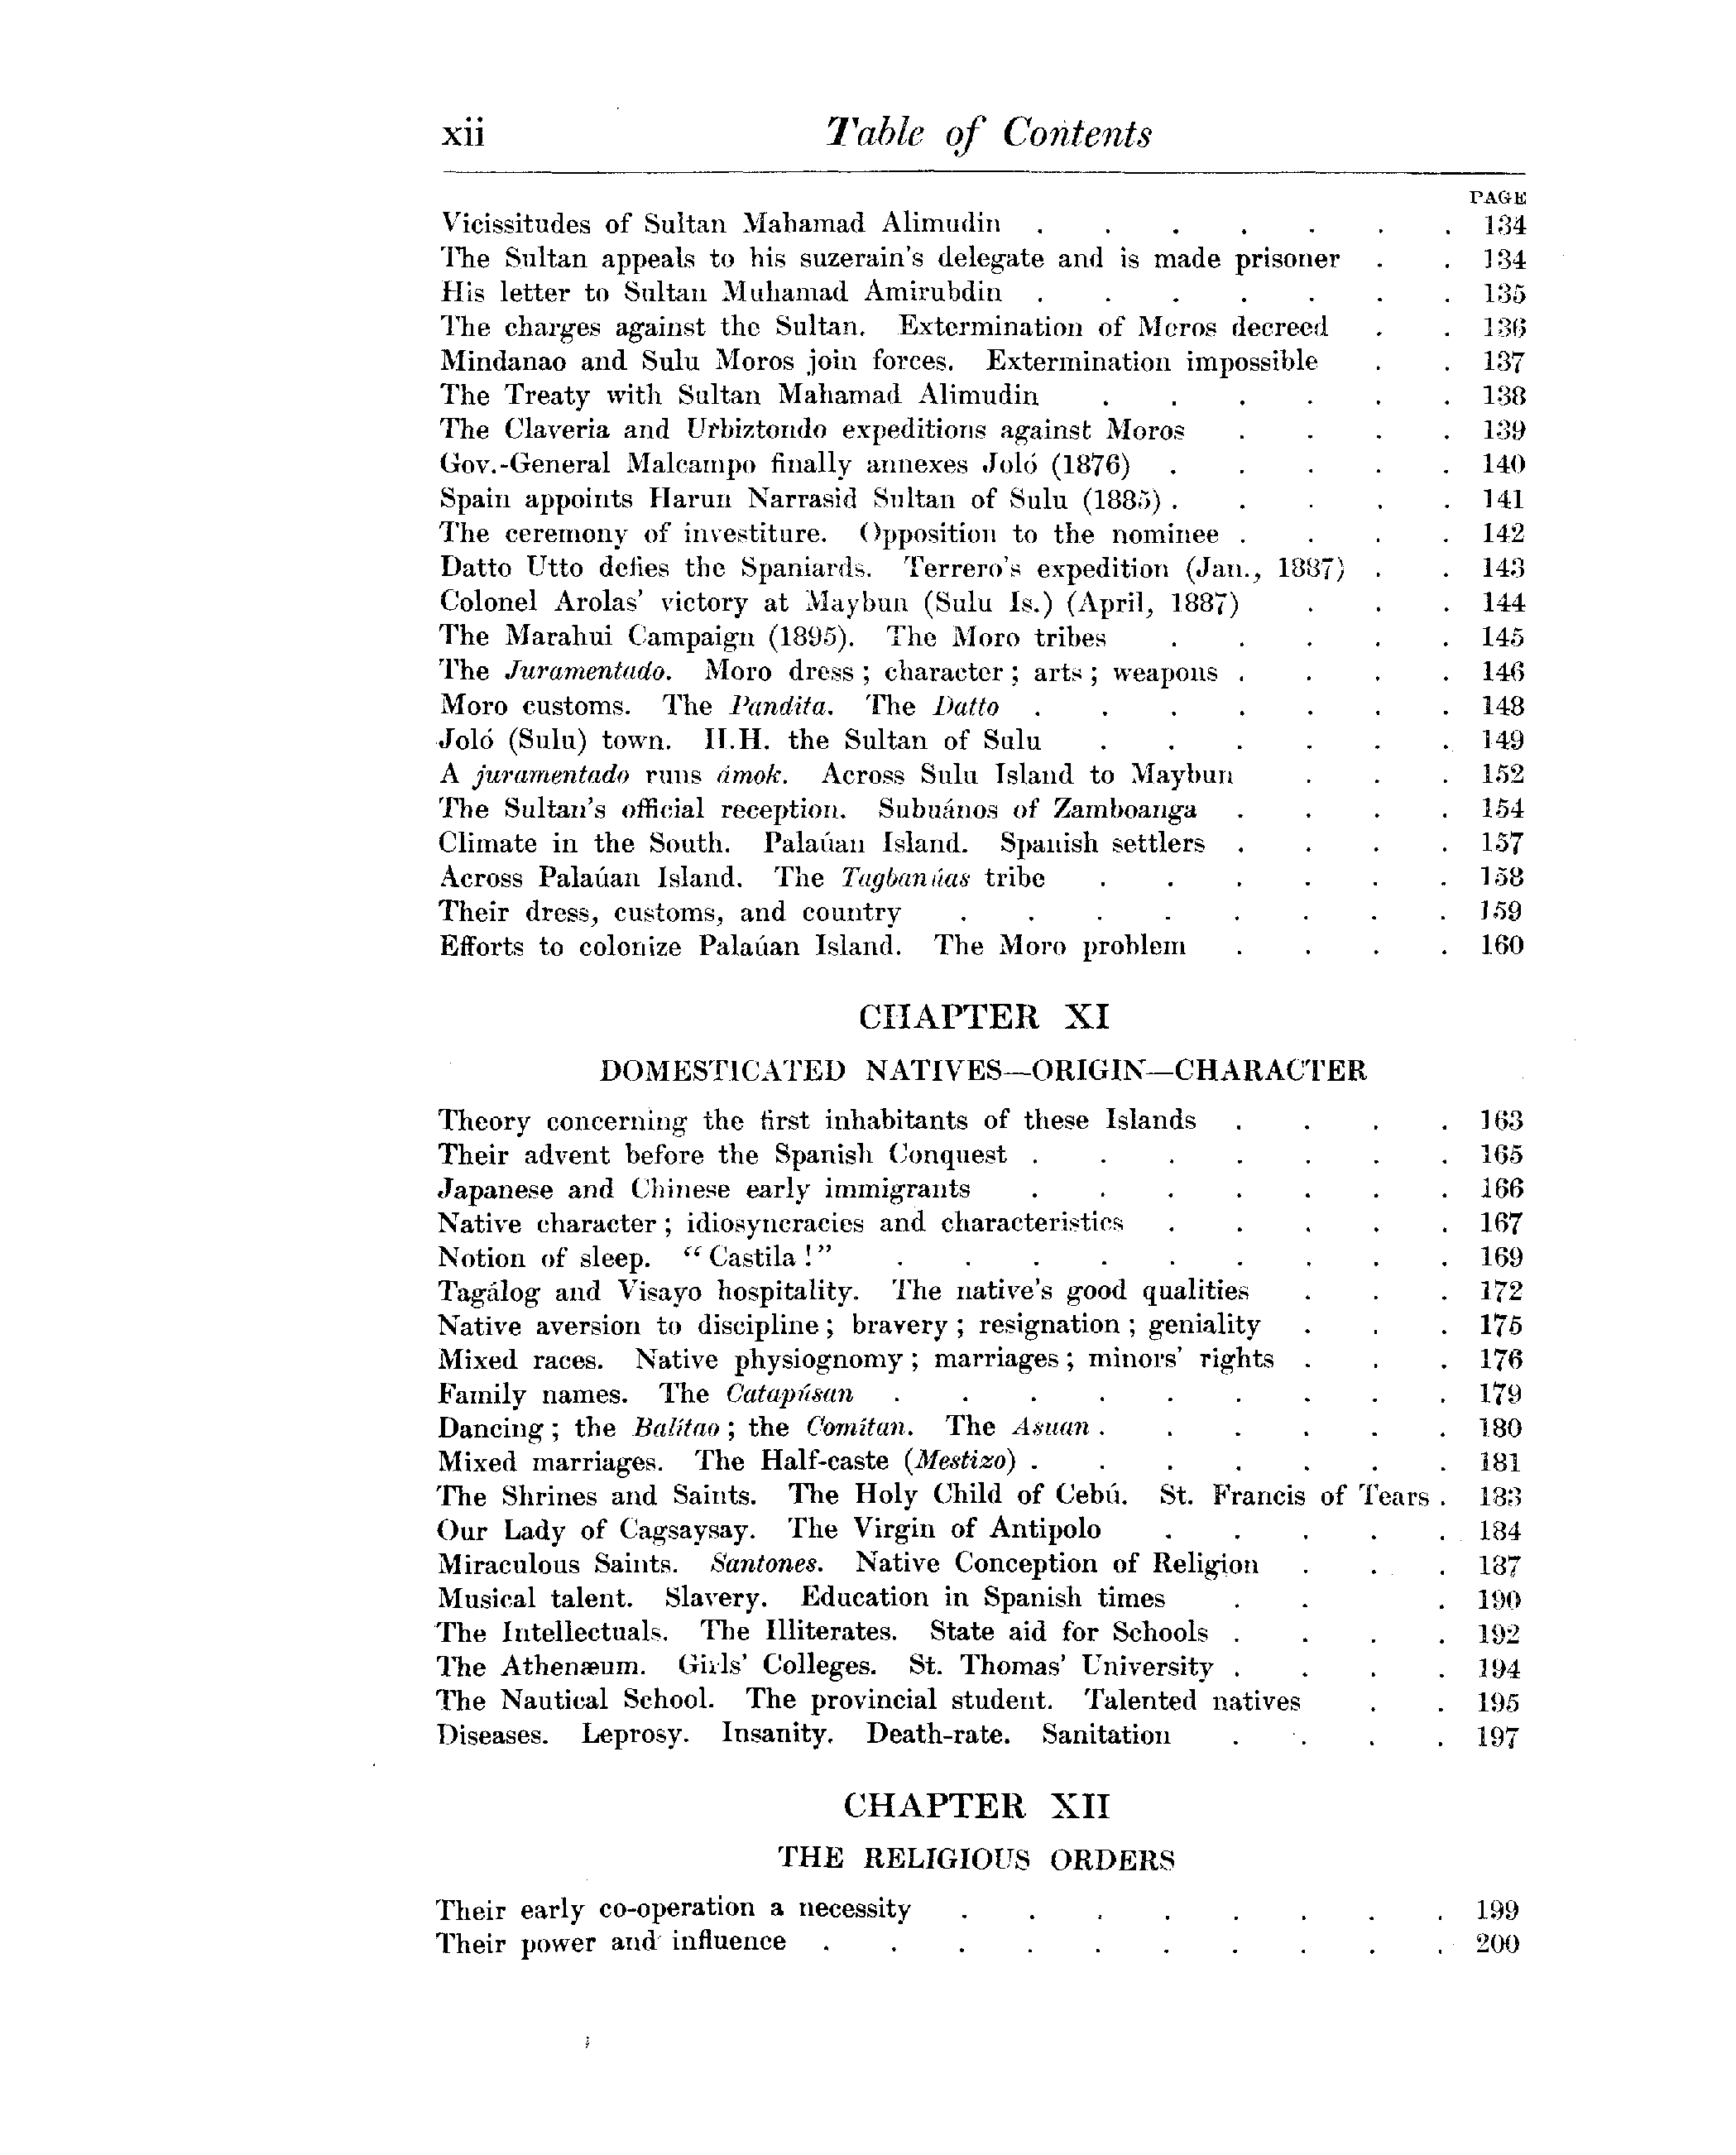 xii Table of Contents
PAGE
Vicissitudes of Sultan Mahamad Alimudin . . . . . . . 134
The Sultan appeals to his suzerain's delegate and is made prisoner . . 134
His letter to Sultan Muhamad Amirubdin . . . . . . . 135
The charges against the Sultan. Extermination of Moros decreed . . 136
Mindanao and Sulu Moros join forces. Extermination impossible . . 137
The Treaty with Sultan Mahamad Alimudin . . . . . . 138
The Claveria and Urbiztondo expeditions against Moros . . . . 139
Gov.-General Malcampo finally annexes Joló (1876) . . . . . 140
Spain appoints Harun Narrasid Sultan of Sulu (1885) . . . . . 141
The ceremony of investiture. Opposition to the nominee . . . . 142
Datto Utto defies the Spaniards. Terrero's expedition (Jan., 1887) . . 143
Colonel Arolas' victory at Maybun (Sulu Is.) (April, 1887) . . . 144
The Marahui Campaign (1895). The Moro tribes . . . . . 145
The Juramentado. Moro dress ; character ; arts ; weapons . . . . 146
Moro customs. The Pandita. The Datto . . . . . . . 148
Joló (Sulu) town. H.H. the Sultan of Sulu . . . . . . 149
A juramentado runs ámok. Across Sulu Island to Maybun . . . 152
The Sultan's official reception. Subuános of Zamboanga . . . . 154
Climate in the South. Palaúan Island. Spanish settlers . . . . 157
Across Palaúan Island. The Tagbanúas tribe . . . . . . 158
Their dress, customs, and country . . . . . . . . 159
Efforts to colonize Palaúan Island. The Moro problem . . . . 160
CHAPTER XI
DOMESTICATED NATIVES—ORIGIN—CHARACTER
Theory concerning the first inhabitants of these Islands . . . . 163
Their advent before the Spanish Conquest . . . . . . . 165
Japanese and Chinese early immigrants . . . . . . . 166
Native character ; idiosyncracies and characteristics . . . . . 167
Notion of sleep. “ Castila ! ” . . . . . . . . . 169
Tagálog and Visayo hospitality. The native's good qualities . . . 172
Native aversion to discipline ; bravery ; resignation ; geniality . . . 175
Mixed races. Native physiognomy ; marriages ; minors' rights . . . 176
Family names. The Catapúsan . . . . . . . . . 179
Dancing ; the Balítao ; the Comítan. The Asuan . . . . . . 180
Mixed marriages. The Half-caste (Mestizo) . . . . . . . 181
The Shrines and Saints. The Holy Child of Cebú. St. Francis of Tears . 183
Our Lady of Cagsaysay. The Virgin of Antipolo . . . . . 184
Miraculous Saints. Santones. Native Conception of Religion . . . 187
Musical talent. Slavery. Education in Spanish times . . . 190
The Intellectuals. The Illiterates. State aid for Schools . . . . 192
The Athenæum. Girls' Colleges. St. Thomas' University . . . . 194
The Nautical School. The provincial student. Talented natives . . 195
Diseases. Leprosy. Insanity. Death-rate. Sanitation . . . . 197
CHAPTER XII
THE RELIGIOUS ORDERS
Their early co-operation a necessity . . . . . . . . 199
Their power and influence . . . . . . . . . . 200